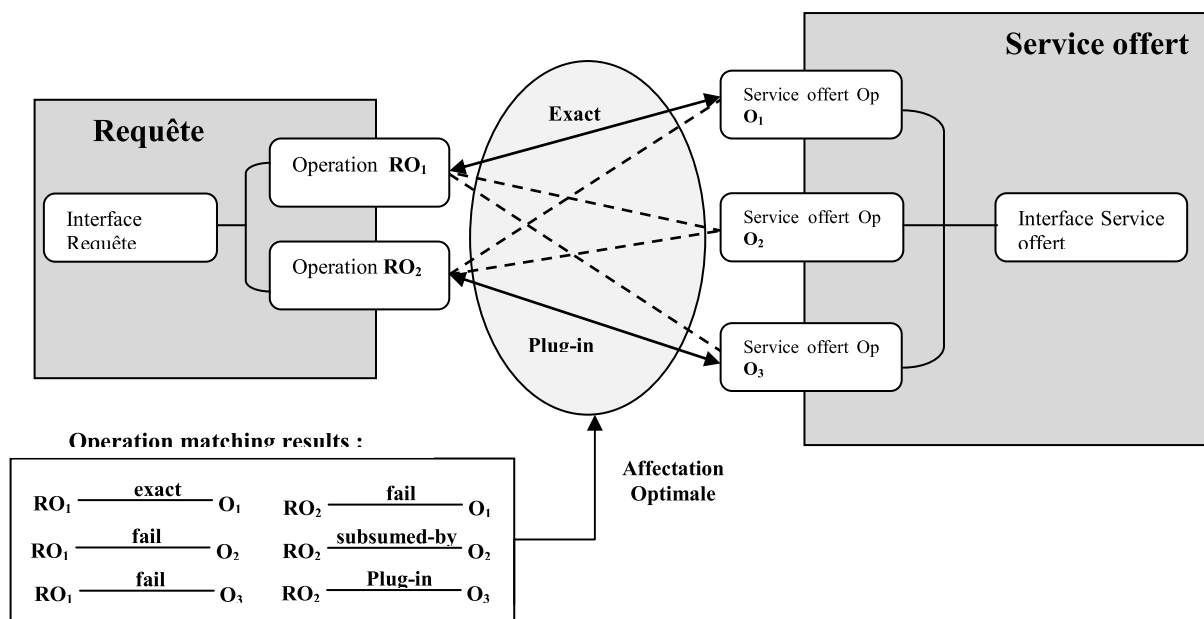 Service offert
Requête
Interface
Requête
Operation RO₁
Operation RO₂
Exact
Plug-in
Service offert Op
O₁
Service offert Op
O₂
Service offert Op
O₃
Interface Service
offert
Operation matching results :
RO₁ exact O₁
RO₂ fail O₁
RO₁ fail O₂
RO₂ subsumed-by O₂
RO₁ fail O₃
RO₂ Plug-in O₃
Affectation
Optimale